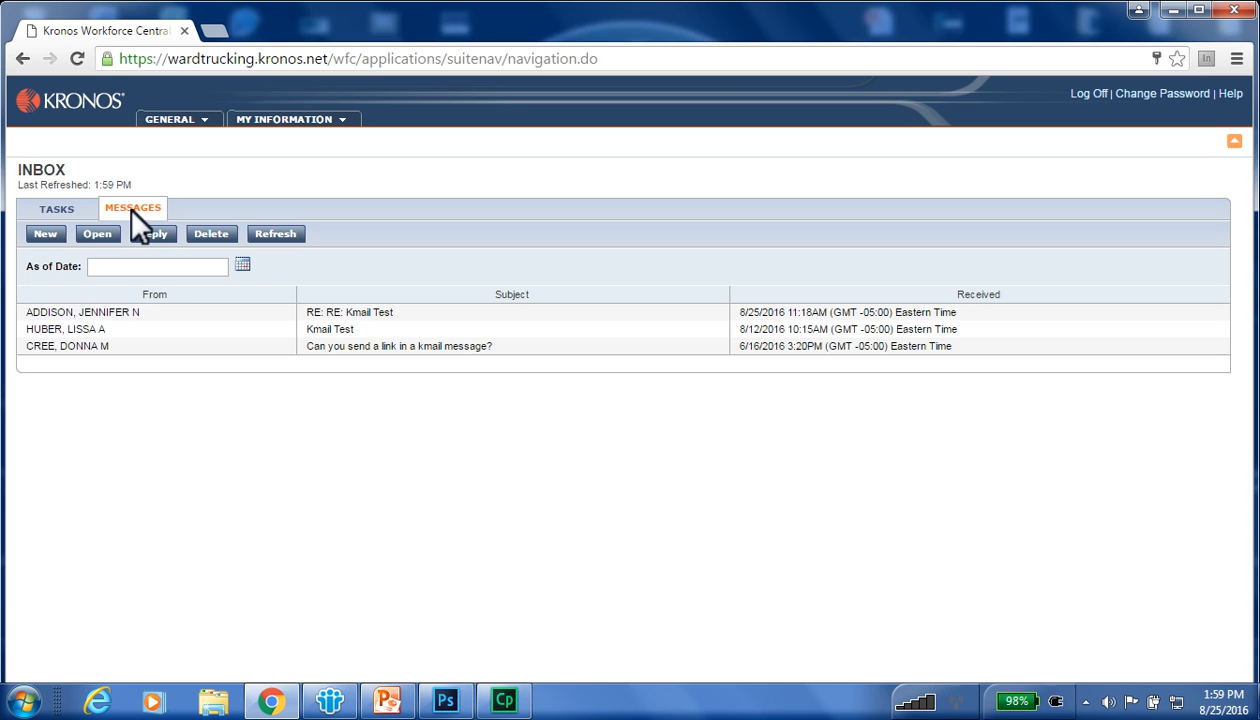 Kronos Workforce Central
https://wardtrucking.kronos.net/wfc/applications/suitenav/navigation.do
KRONOS®
Log Off | Change Password | Help
GENERAL MY INFORMATION
INBOX
Last Refreshed: 1:59 PM
TASKS MESSAGES
New Open Delete Refresh
As of Date:
From Subject Received
ADDISON, JENNIFER N RE: RE: Kmail Test 8/25/2016 11:18AM (GMT -05:00) Eastern Time
HUBER, LISSA A Kmail Test 8/12/2016 10:15AM (GMT -05:00) Eastern Time
CREE, DONNA M Can you send a link in a kmail message? 6/16/2016 3:20PM (GMT -05:00) Eastern Time
Ps Cp 98% 1:59 PM
8/25/2016